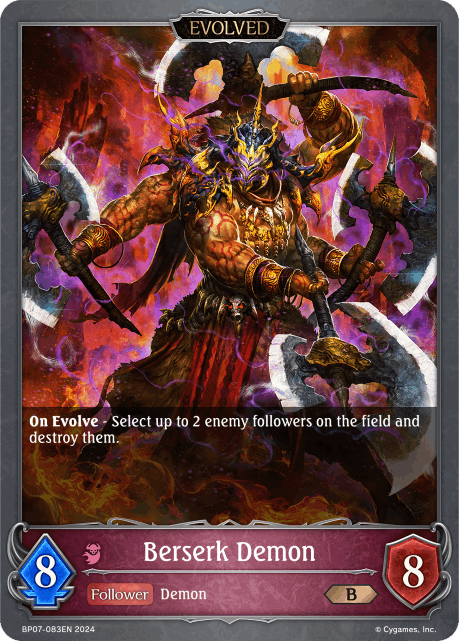 EVOLVED
On Evolve - Select up to 2 enemy followers on the field and
destroy them.
Berserk Demon
8
8
Follower Demon
B
BP07-083EN 2024
© Cygames, Inc.